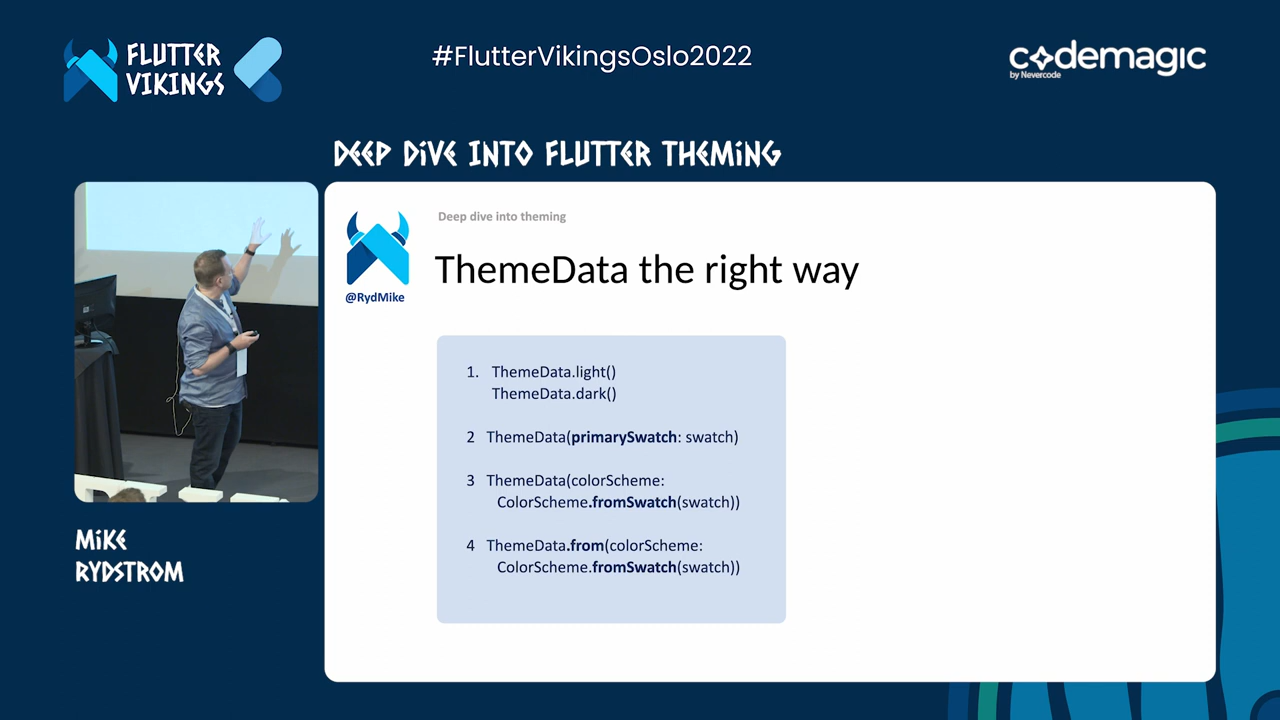 FLUTTER
VIKINGS
#FlutterVikingsOslo2022
codemagic
by Nevercode
DEEP DIVE INTO FLUTTER THEMING
Deep dive into theming
ThemeData the right way
@RydMike
1. ThemeData.light()
ThemeData.dark()
2 ThemeData(primarySwatch: swatch)
3 ThemeData(colorScheme:
ColorScheme.fromSwatch(swatch))
4 ThemeData.from(colorScheme:
ColorScheme.fromSwatch(swatch))
MIKE
RYDSTROM